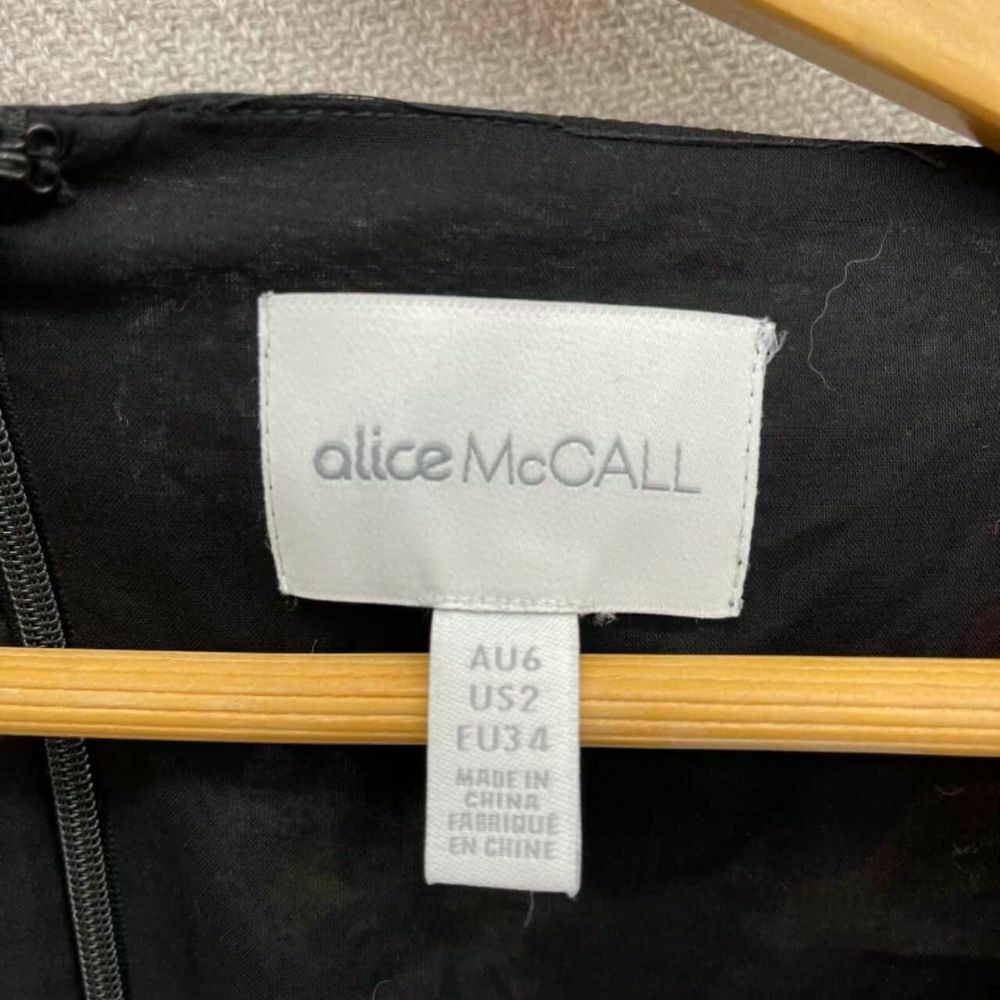 alice McCALL
AU6
US2
EU34
MADE IN
CHINA
FABRIQUÉ
EN CHINE